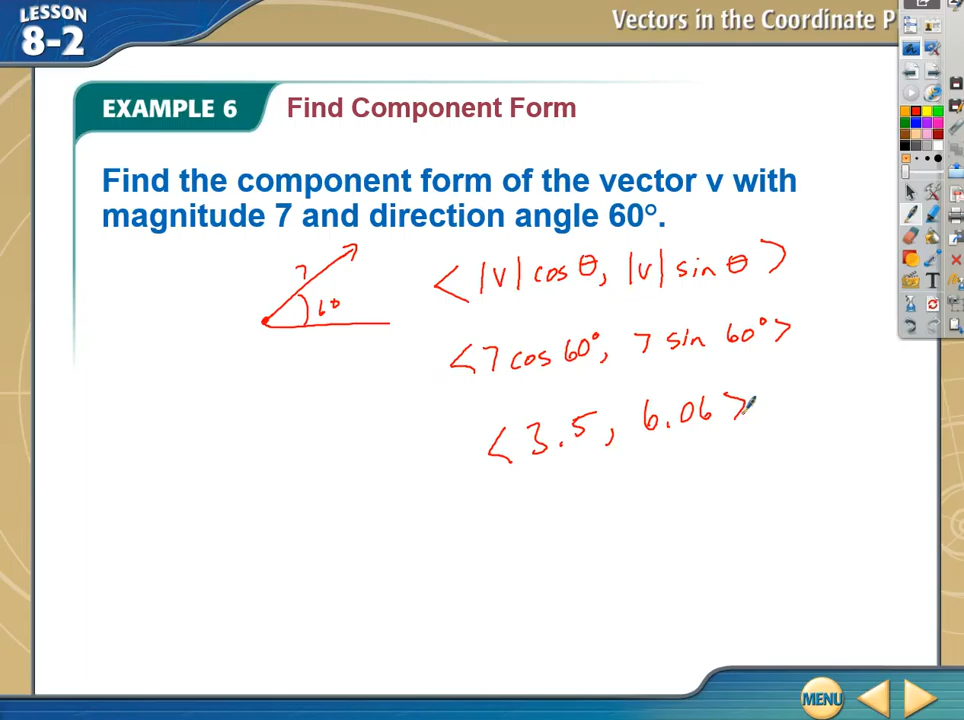 LESSON
8-2
Vectors in the Coordinate P
EXAMPLE 6 Find Component Form
Find the component form of the vector v with
magnitude 7 and direction angle 60°.
7
60
<|v| cos θ, |v| sin θ>
<7 cos 60°, 7 sin 60°>
<3.5, 6.06>
T
MENU